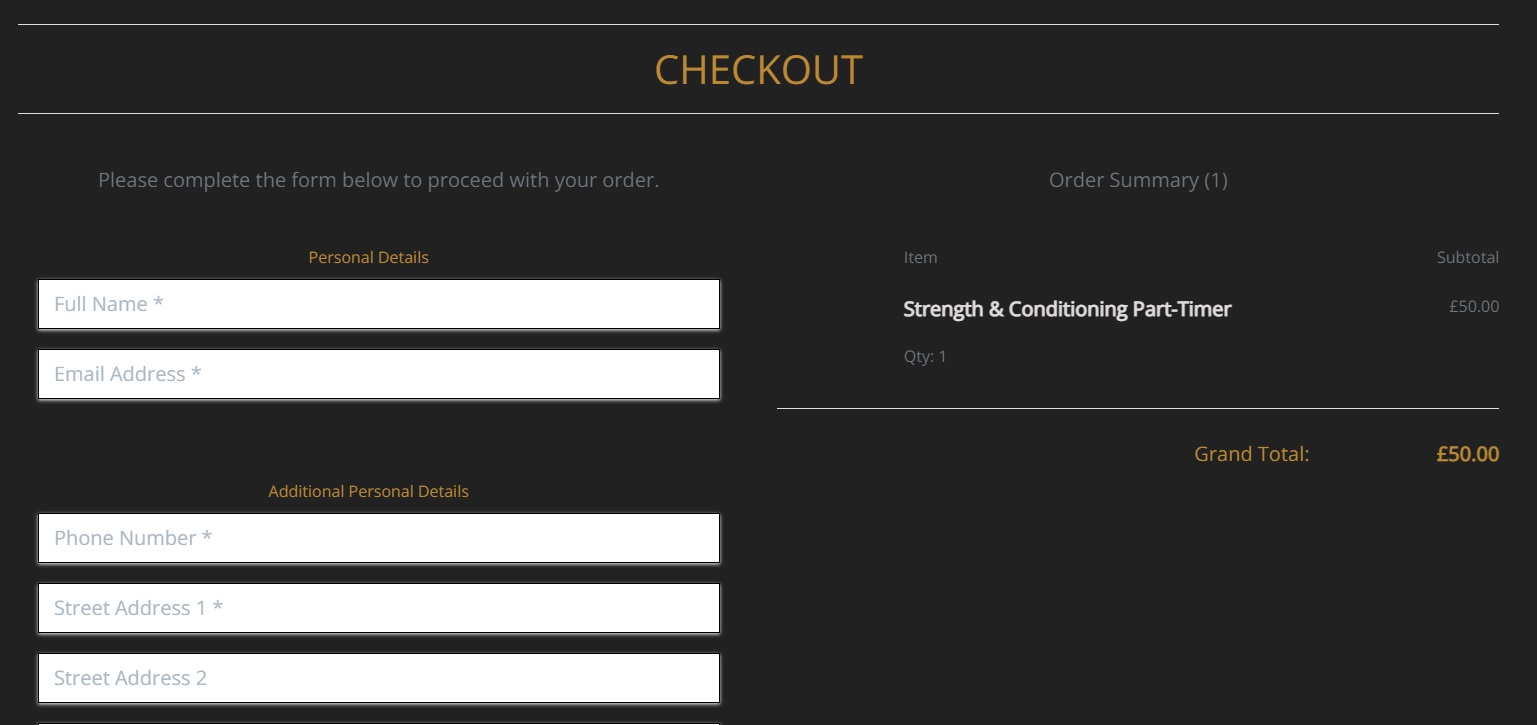 CHECKOUT
Please complete the form below to proceed with your order.
Personal Details
Full Name *
Email Address *
Additional Personal Details
Phone Number *
Street Address 1 *
Street Address 2
Order Summary (1)
Item Subtotal
Strength & Conditioning Part-Timer £50.00
Qty: 1
Grand Total: £50.00